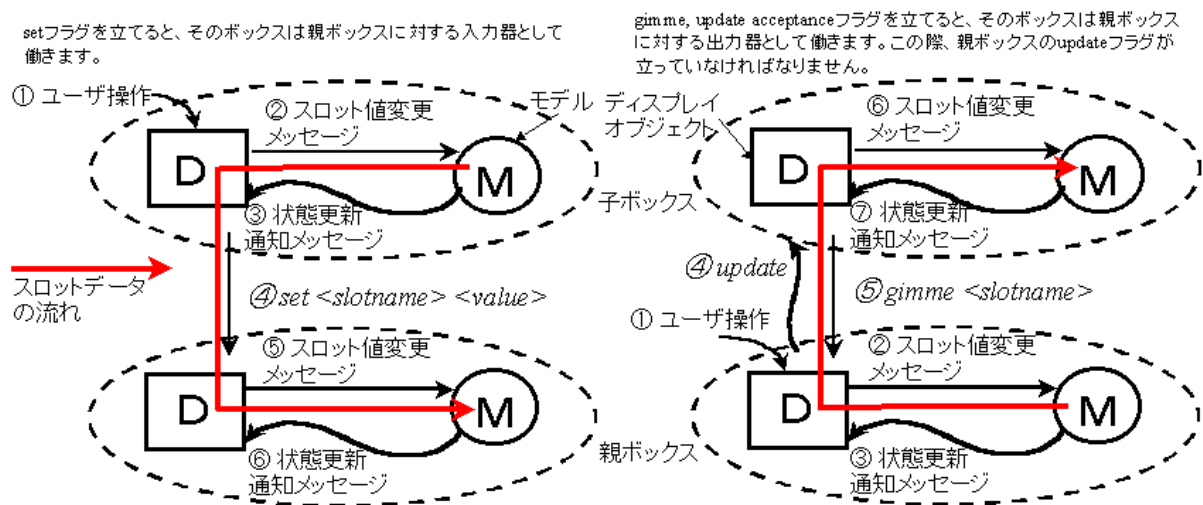 setフラグを立てると、そのボックスは親ボックスに対する入力器として
働きます。
① ユーザ操作
② スロット値変更
メッセージ
モデル
D
M
③ 状態更新
通知メッセージ
子ボックス
スロットデータ
の流れ
④set <slotname> <value>
⑤ スロット値変更
メッセージ
D
M
⑥ 状態更新
通知メッセージ
親ボックス
gimme, update acceptanceフラグを立てると、そのボックスは親ボックス
に対する出力器として働きます。この際、親ボックスのupdateフラグが
立っていなければなりません。
ディスプレイ
オブジェクト
⑥ スロット値変更
メッセージ
D
M
⑦ 状態更新
通知メッセージ
④update
⑤gimme <slotname>
① ユーザ操作
② スロット値変更
メッセージ
D
M
③ 状態更新
通知メッセージ